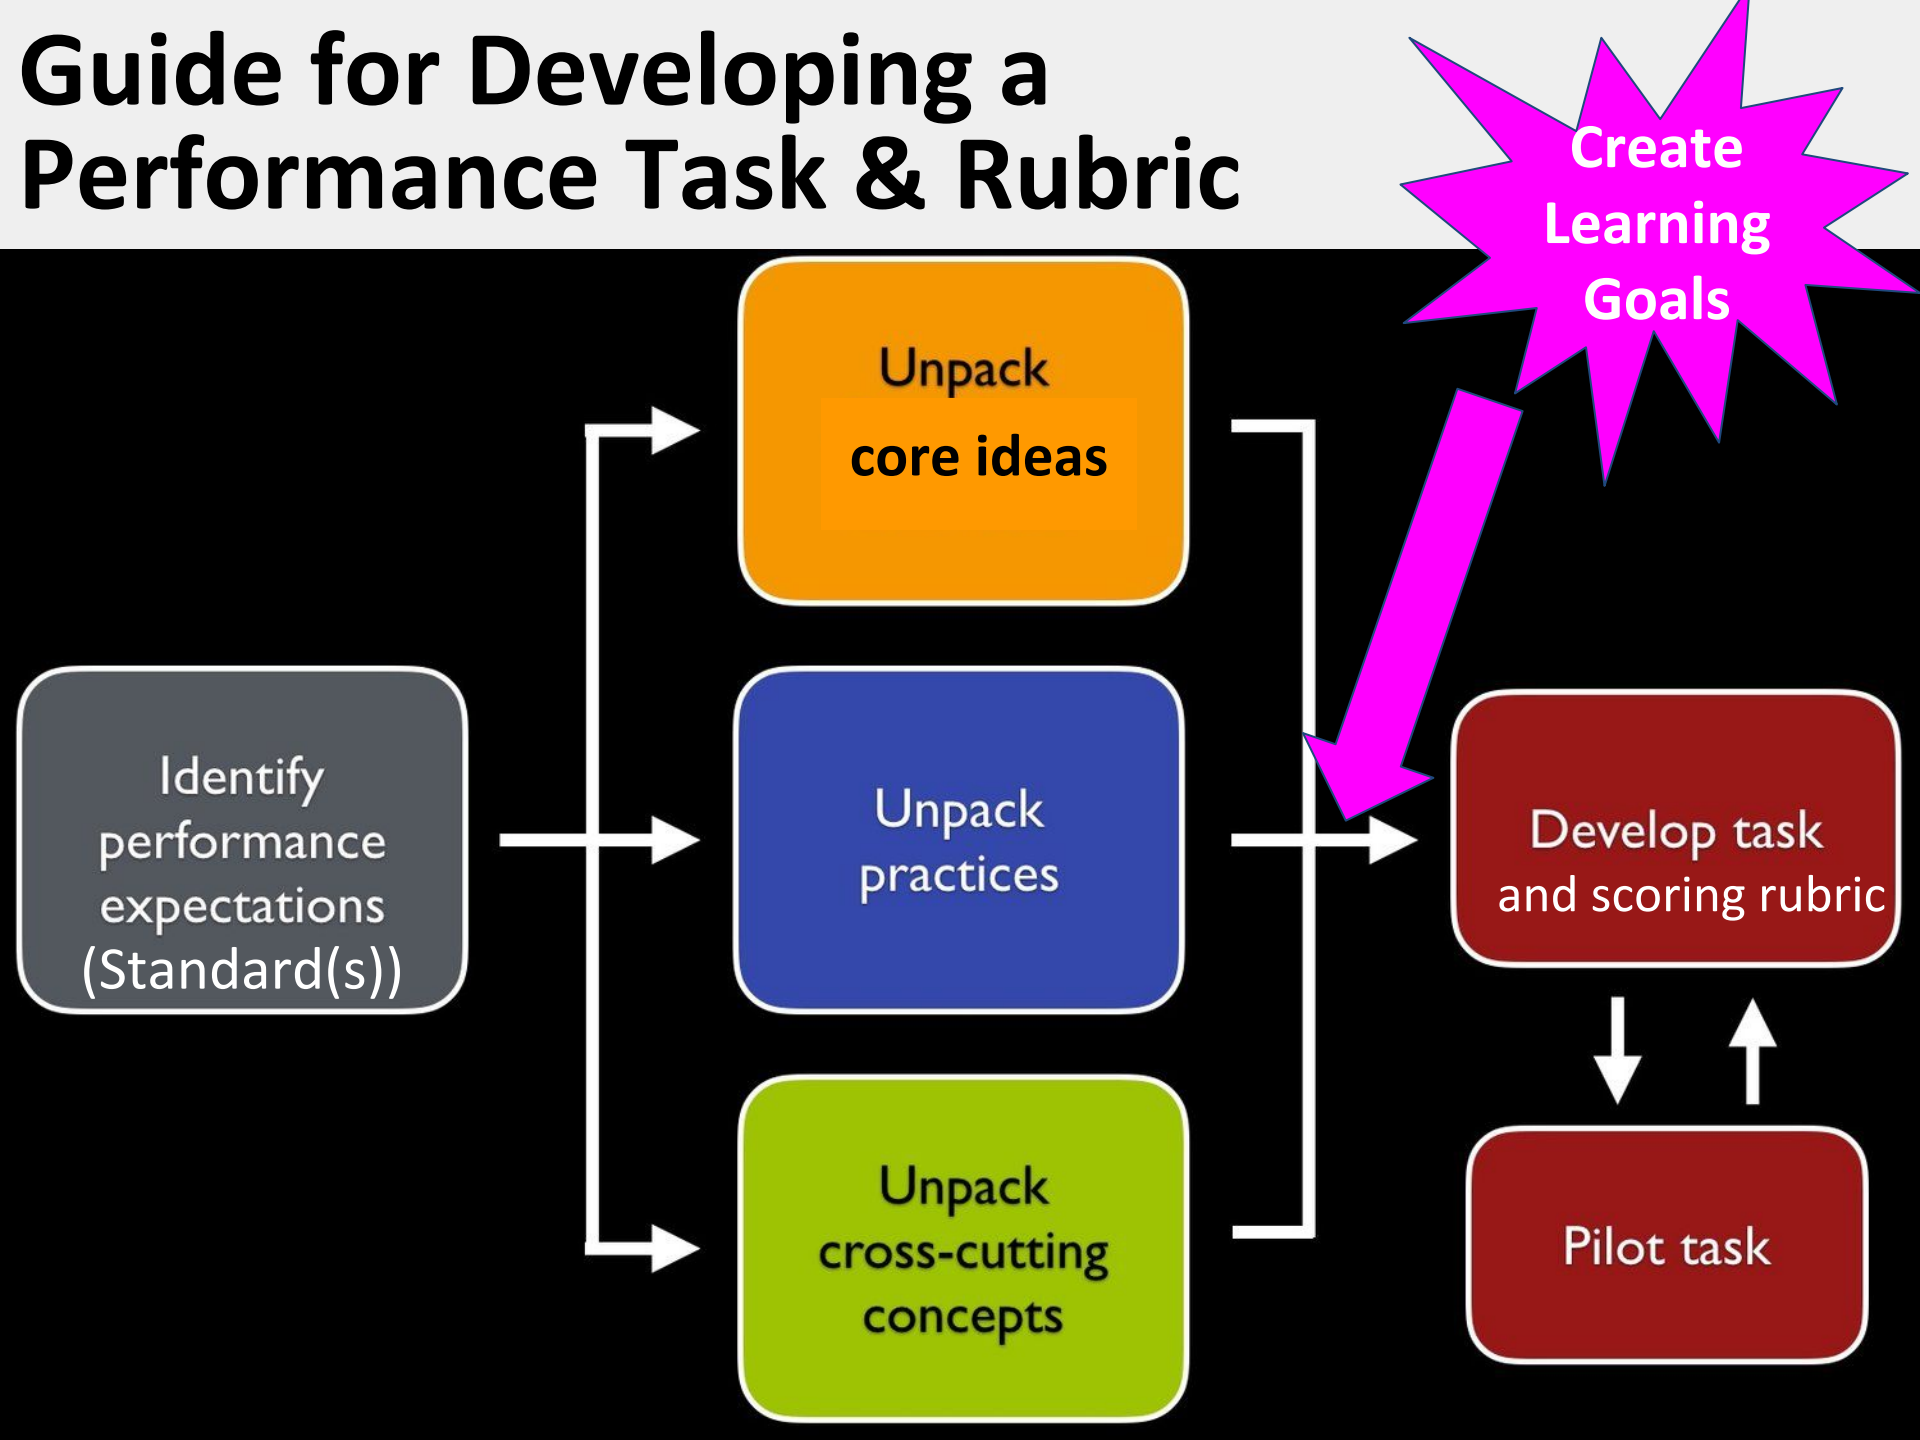 Guide for Developing a
Performance Task & Rubric
Create
Learning
Goals
Unpack
core ideas
Identify
performance
expectations
(Standard(s))
Unpack
practices
Develop task
and scoring rubric
Unpack
cross-cutting
concepts
Pilot task